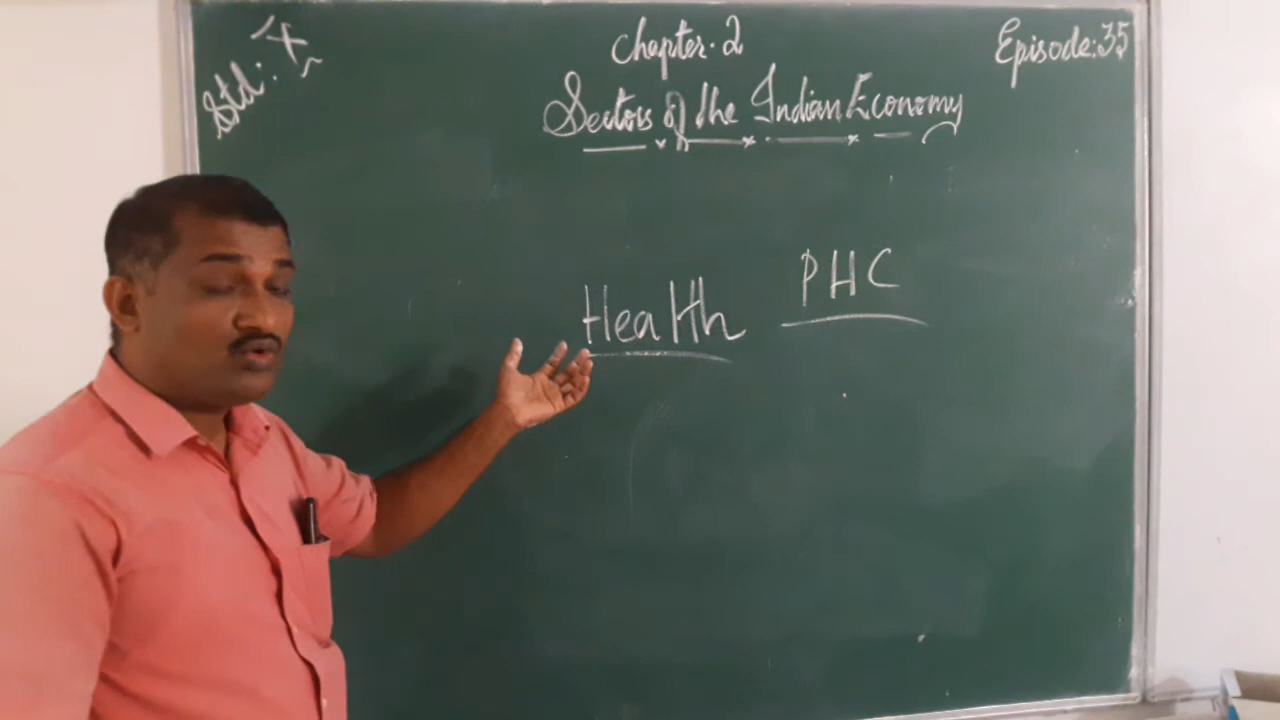 Std: X
Chapter. 2
Episode: 35
Sectors of the Indian Economy
Health
PHC